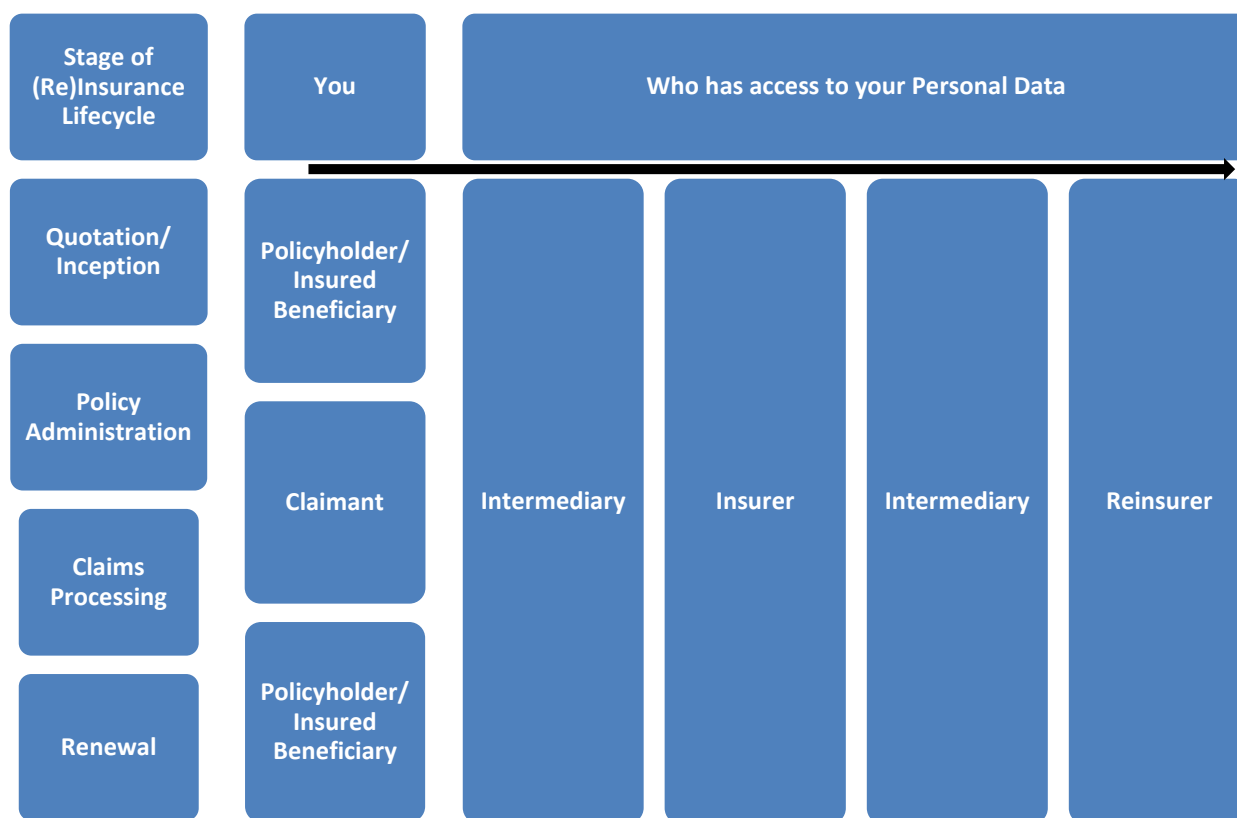 Stage of
(Re)Insurance
Lifecycle
You
Who has access to your Personal Data
Quotation/
Inception
Policy
Administration
Claims
Processing
Renewal
Policyholder/
Insured
Beneficiary
Claimant
Policyholder/
Insured
Beneficiary
Intermediary
Insurer
Intermediary
Reinsurer